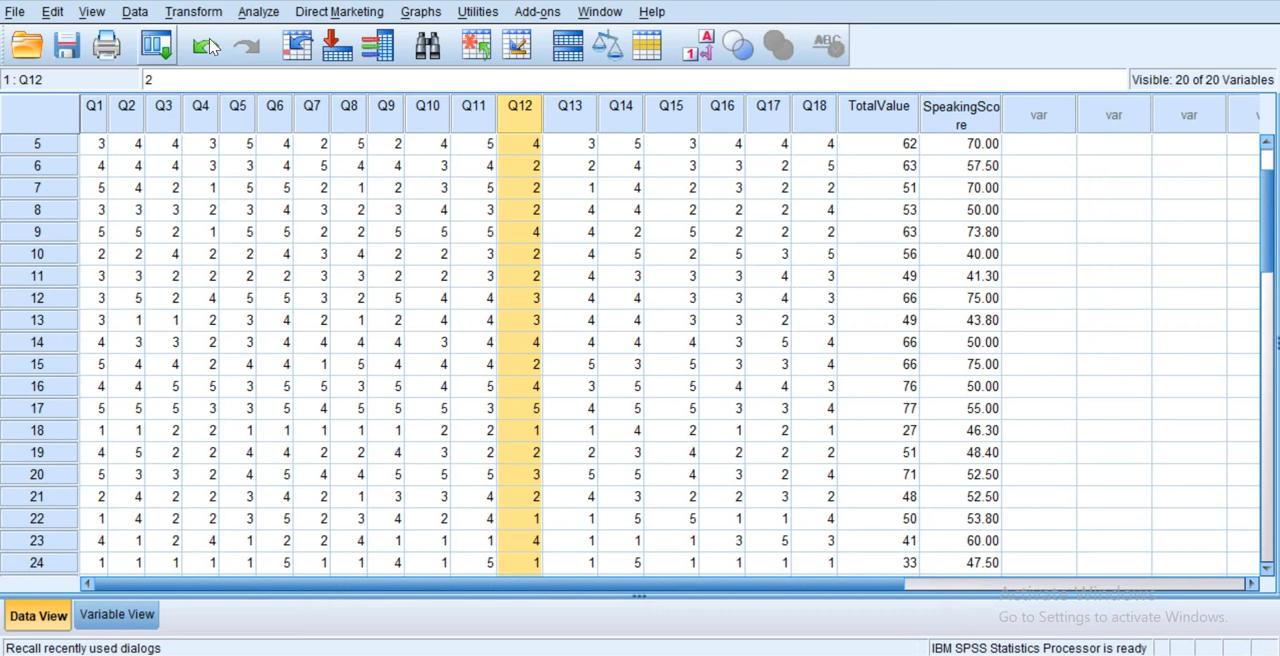 File Edit View Data Transform Analyze Direct Marketing Graphs Utilities Add-ons Window Help
1 : Q12 2 Visible: 20 of 20 Variables
Q1 Q2 Q3 Q4 Q5 Q6 Q7 Q8 Q9 Q10 Q11 Q12 Q13 Q14 Q15 Q16 Q17 Q18 TotalValue SpeakingSco
re var var var
5 3 4 4 3 5 4 2 5 2 4 5 4 3 5 3 4 4 4 62 70.00
6 4 4 4 3 3 4 5 4 4 3 4 2 2 4 3 3 2 5 63 57.50
7 5 4 2 1 5 5 2 1 2 3 5 2 1 4 2 3 2 2 51 70.00
8 3 3 3 2 3 4 3 2 3 4 3 2 4 4 2 2 2 4 53 50.00
9 5 5 2 1 5 5 2 2 5 5 5 4 4 2 5 2 2 2 63 73.80
10 2 2 4 2 2 4 3 4 2 2 3 2 4 5 2 5 3 5 56 40.00
11 3 3 2 2 2 2 3 3 2 2 3 2 4 3 3 3 4 3 49 41.30
12 3 5 2 4 5 5 3 2 5 4 4 3 4 4 3 3 4 3 66 75.00
13 3 1 1 2 3 4 2 1 2 4 4 3 4 4 3 3 2 3 49 43.80
14 4 3 3 2 3 4 4 4 4 3 4 4 4 4 4 3 5 4 66 50.00
15 5 4 4 2 4 4 1 5 4 4 4 2 5 3 5 3 3 4 66 75.00
16 4 4 5 5 3 5 5 3 5 4 5 4 3 5 5 4 4 3 76 50.00
17 5 5 5 3 3 5 4 5 5 5 3 5 4 5 5 3 3 4 77 55.00
18 1 1 2 2 1 1 1 1 1 2 2 1 1 4 2 1 2 1 27 46.30
19 4 5 2 2 4 4 2 2 4 3 2 2 2 3 4 2 2 2 51 48.40
20 5 3 3 2 4 5 4 4 5 5 5 3 5 5 4 3 2 4 71 52.50
21 2 4 2 2 3 4 2 1 3 3 4 2 4 3 2 2 3 2 48 52.50
22 1 4 2 2 3 5 2 3 4 2 4 1 1 5 5 1 1 4 50 53.80
23 4 1 2 4 1 2 2 4 1 1 1 4 1 1 1 3 5 3 41 60.00
24 1 1 1 1 1 5 1 1 4 1 5 1 1 5 1 1 1 1 33 47.50
Activate Windows
Go to Settings to activate Windows.
Data View Variable View
Recall recently used dialogs IBM SPSS Statistics Processor is ready